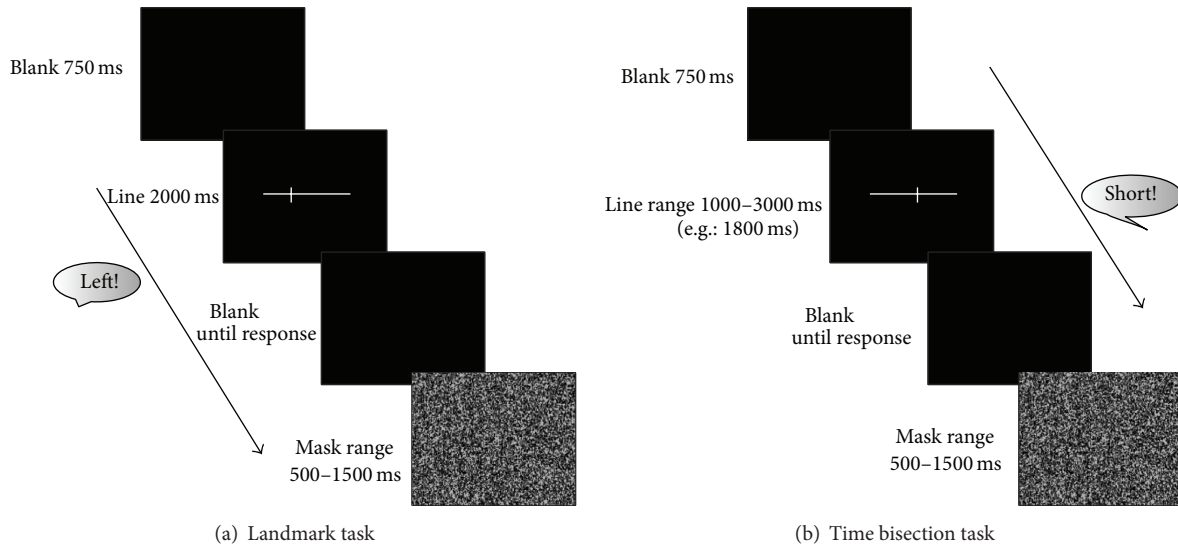 Blank 750 ms
Line 2000 ms
Left!
Blank
until response
Mask range
500–1500 ms
(a) Landmark task
Blank 750 ms
Short!
Line range 1000–3000 ms
(e.g.: 1800 ms)
Blank
until response
Mask range
500–1500 ms
(b) Time bisection task